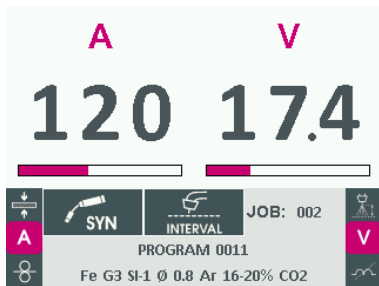 A V
120 17.4
SYN INTERVAL JOB: 002
A V
PROGRAM 0011
Fe G3 SI-1 Ø 0.8 Ar 16-20% CO2